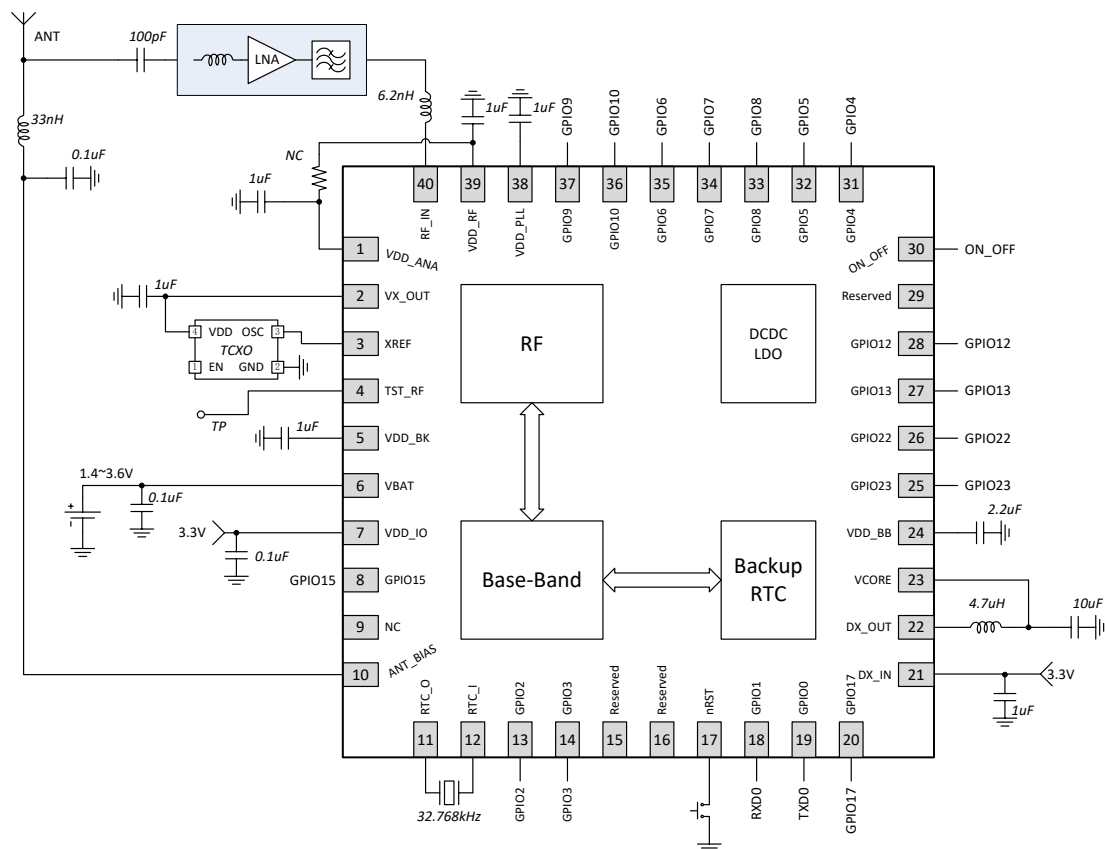 ANT
100pF
LNA
33nH
0.1uF
6.2nH
1uF
1uF
NC
1uF
GPIO9
GPIO10
GPIO6
GPIO7
GPIO8
GPIO5
GPIO4
40
39
38
37
36
35
34
33
32
31
RF_IN
VDD_RF
VDD_PLL
GPIO9
GPIO10
GPIO6
GPIO7
GPIO8
GPIO5
GPIO4
1
VDD_ANA
ON_OFF
30
ON_OFF
1uF
2
VX_OUT
Reserved
29
4 VDD OSC 3
TCXO
1 EN GND 2
3
XREF
RF
DCDC
LDO
GPIO12
28
GPIO12
TP
4
TST_RF
GPIO13
27
GPIO13
1uF
5
VDD_BK
GPIO22
26
GPIO22
1.4~3.6V
+
-
0.1uF
6
VBAT
GPIO23
25
GPIO23
3.3V
0.1uF
7
VDD_IO
VDD_BB
24
2.2uF
GPIO15
8
GPIO15
Base-Band
Backup
RTC
VCORE
23
9
NC
DX_OUT
22
4.7uH
10uF
10
ANT_BIAS
DX_IN
21
3.3V
1uF
RTC_O
RTC_I
GPIO2
GPIO3
Reserved
Reserved
nRST
GPIO1
GPIO0
GPIO17
11
12
13
14
15
16
17
18
19
20
32.768kHz
GPIO2
GPIO3
RXD0
TXD0
GPIO17